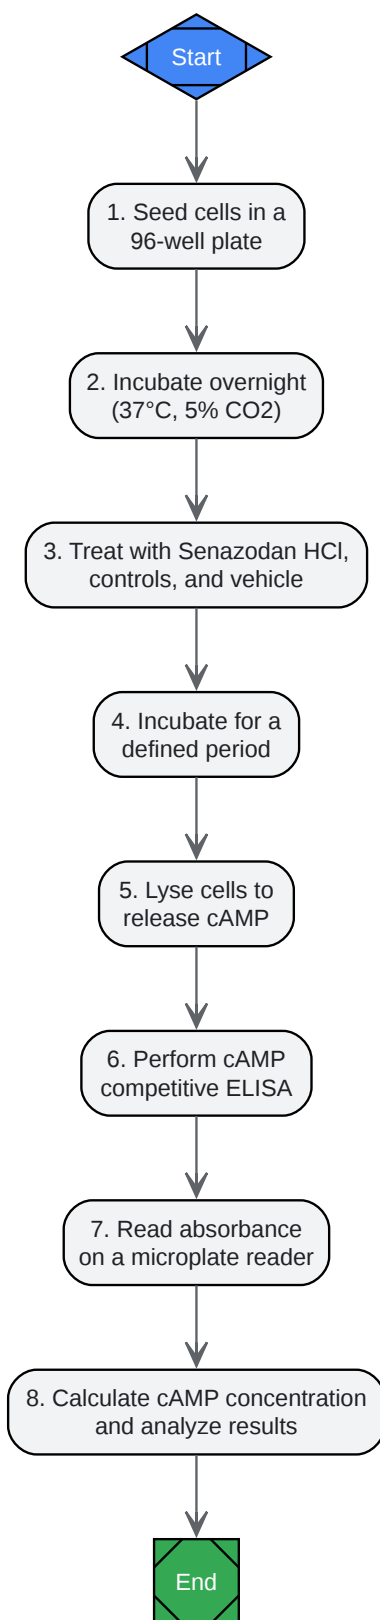 Start
1. Seed cells in a
96-well plate
2. Incubate overnight
(37°C, 5% CO2)
3. Treat with Senazodan HCl,
controls, and vehicle
4. Incubate for a
defined period
5. Lyse cells to
release cAMP
6. Perform cAMP
competitive ELISA
7. Read absorbance
on a microplate reader
8. Calculate cAMP concentration
and analyze results
End